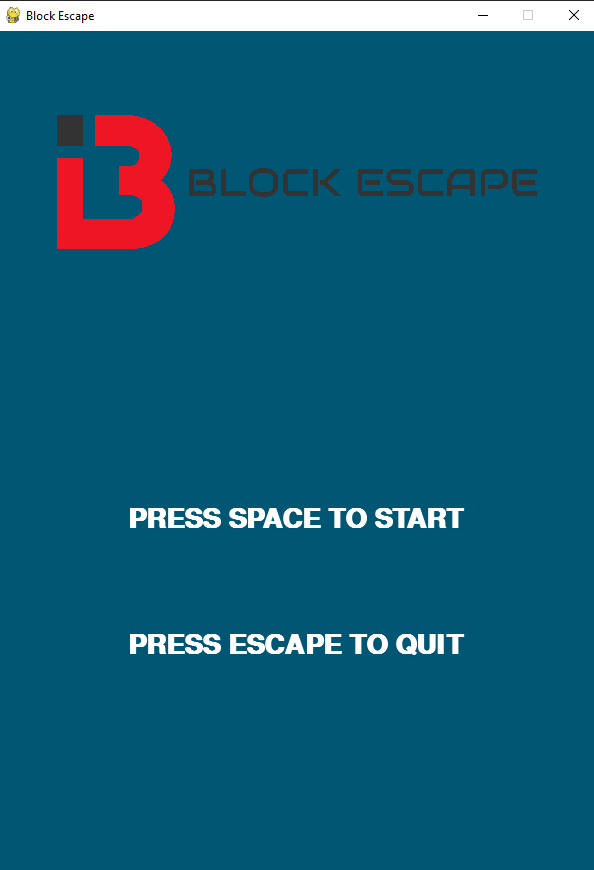 Block Escape
BLOCK ESCAPE
PRESS SPACE TO START
PRESS ESCAPE TO QUIT